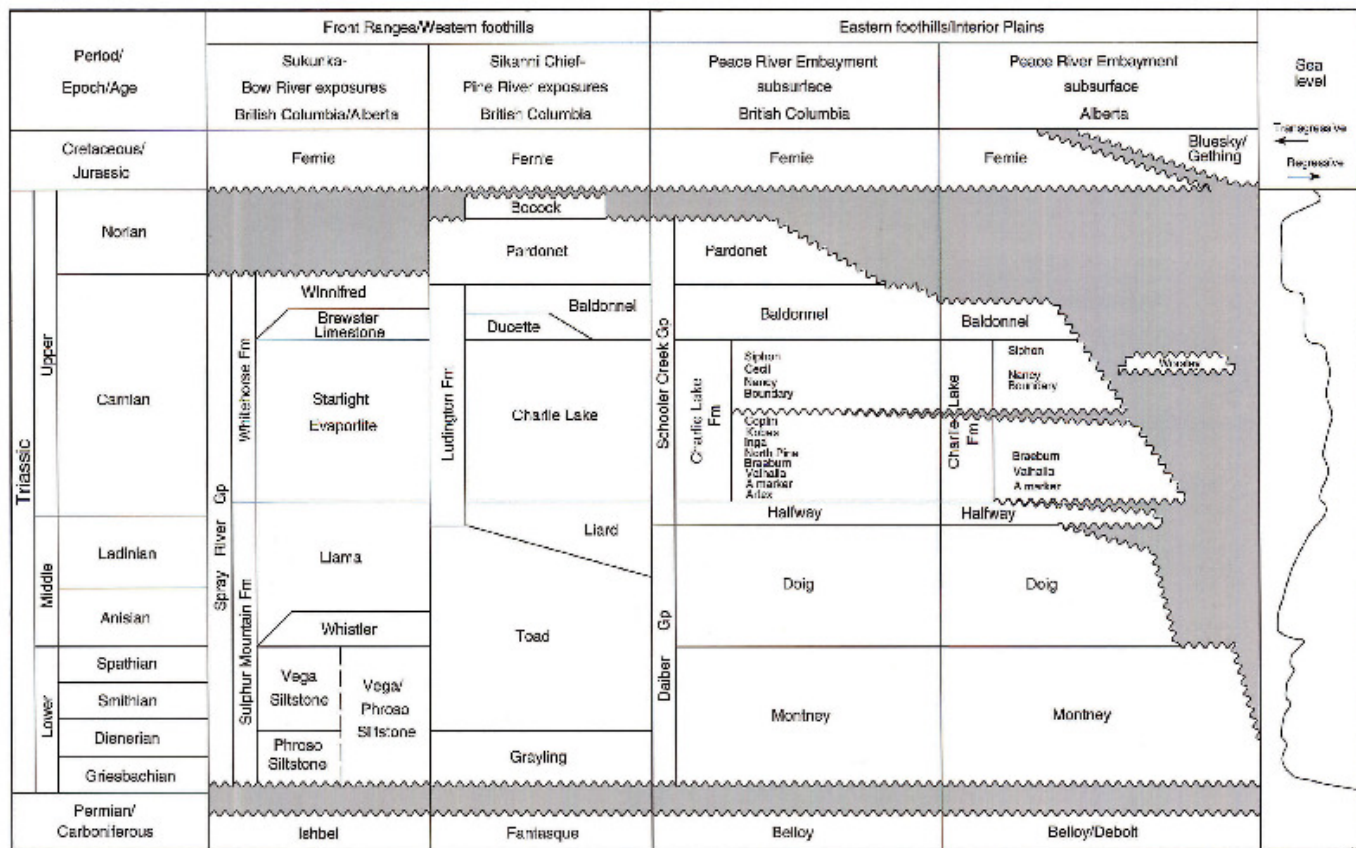 Period/
Epoch/Age
Front Ranges/Western foothills
Eastern foothills/Interior Plains
Sukunka-
Bow River exposures
British Columbia/Alberta
Sikanni Chief-
Pine River exposures
British Columbia
Peace River Embayment
subsurface
British Columbia
Peace River Embayment
subsurface
Alberta
Sea
level
Transgressive
Regressive
Cretaceous/
Jurassic
Fernie
Fernie
Fernie
Fernie
Bluesky/
Gething
Triassic
Upper
Middle
Lower
Norian
Carnian
Ladinian
Anisian
Spathian
Smithian
Dienerian
Griesbachian
Permian/
Carboniferous
Spray River Gp
Whitehorse Fm
Sulphur Mountain Fm
Winnifred
Brewster
Limestone
Starlight
Evaporite
Llama
Whistler
Vega
Siltstone
Phroso
Siltstone
Vega/
Phroso
Siltstone
Ishbel
Bocock
Pardonet
Ludington Fm
Baldonnel
Ducette
Charlie Lake
Liard
Toad
Grayling
Fantasque
Schooler Creek Gp
Daiber Gp
Pardonet
Baldonnel
Charlie Lake
Fm
Siphon
Cecil
Nancy
Boundary
Coplin
Kobes
Inga
North Pine
Braeburn
Valhalla
A marker
Artex
Halfway
Doig
Montney
Belloy
Baldonnel
Charlie Lake
Fm
Siphon
Nancy
Boundary
Worsley
Braeburn
Valhalla
A marker
Halfway
Doig
Montney
Belloy/Debolt